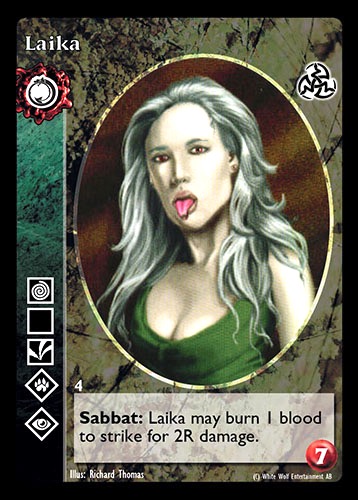 Laika
4
Sabbat: Laika may burn 1 blood
to strike for 2R damage.
7
Illus: Richard Thomas
(C) White Wolf Entertainment AB